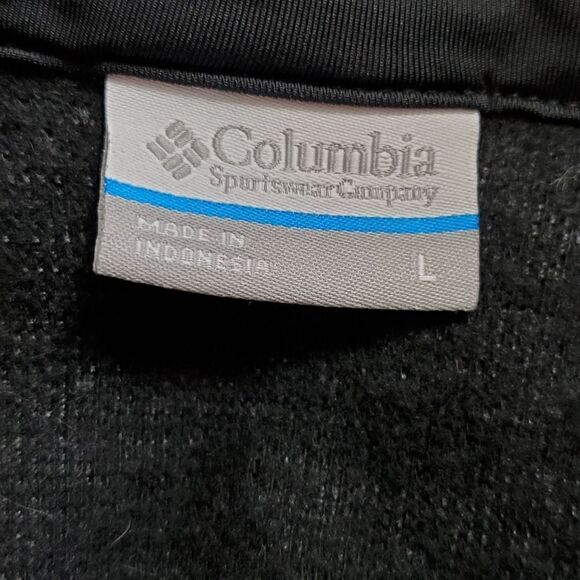 Columbia
Sportswear Company
MADE IN
INDONESIA
L